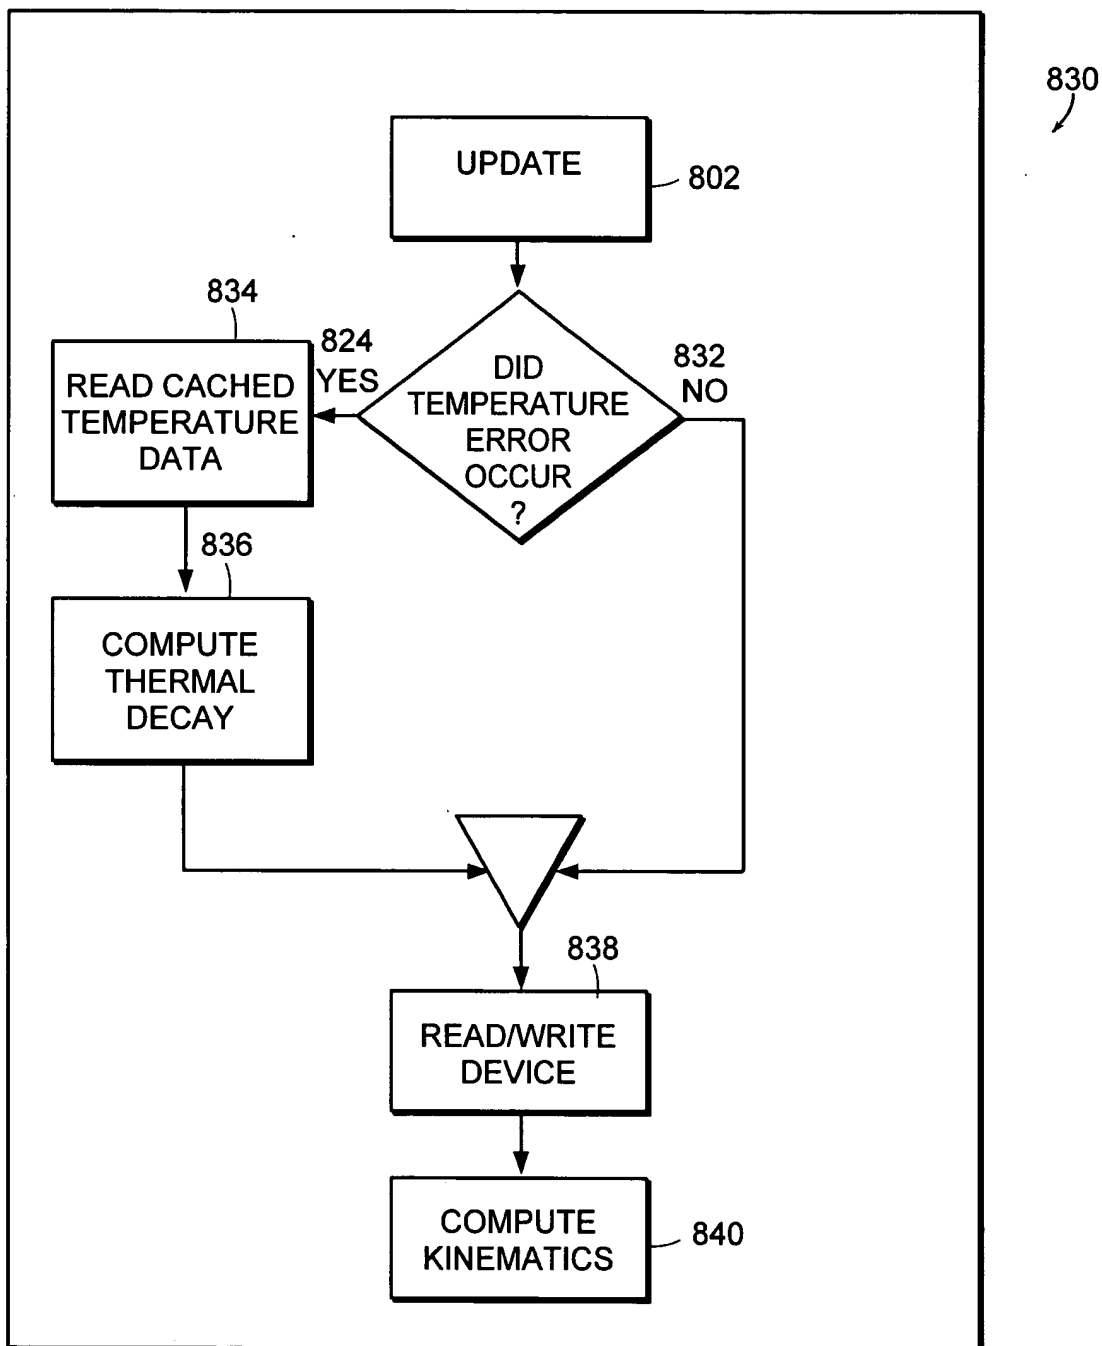 830
UPDATE
802
834
READ CACHED
TEMPERATURE
DATA
824
YES
DID
TEMPERATURE
ERROR
OCCUR
?
832
NO
836
COMPUTE
THERMAL
DECAY
838
READ/WRITE
DEVICE
COMPUTE
KINEMATICS
840